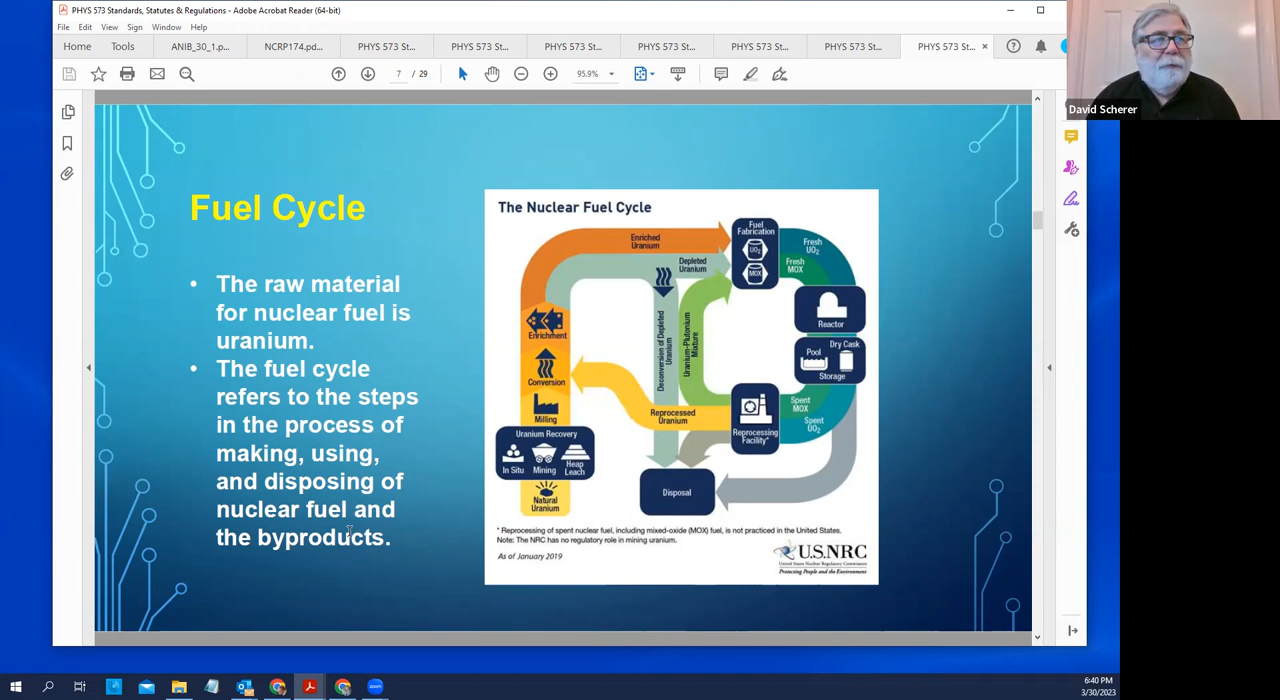 PHYS 573 Standards, Statutes & Regulations - Adobe Acrobat Reader (64-bit)
File Edit View Sign Window Help
Home Tools ANIB_30_1.p... NCRP174.pd... PHYS 573 St... PHYS 573 St... PHYS 573 St... PHYS 573 St... PHYS 573 St... PHYS 573 St... PHYS 573 St... ×
7 / 29 95.9%
David Scherer
Fuel Cycle
• The raw material
for nuclear fuel is
uranium.
• The fuel cycle
refers to the steps
in the process of
making, using,
and disposing of
nuclear fuel and
the byproducts.
The Nuclear Fuel Cycle
Enriched
Uranium
Depleted
Uranium
Fuel
Fabrication
UO2
MOX
Fresh
UO2
Fresh
MOX
Reactor
Dry Cask
Pool
Storage
Enrichment
Conversion
Milling
Uranium Recovery
In Situ Mining Heap
Leach
Natural
Uranium
Deconversion of Depleted
Uranium
Uranium-Plutonium
Mixture
Reprocessed
Uranium
Reprocessing
Facility*
Spent
MOX
Spent
UO2
Disposal
* Reprocessing of spent nuclear fuel, including mixed-oxide (MOX) fuel, is not practiced in the United States.
Note: The NRC has no regulatory role in mining uranium.
As of January 2019
U.S.NRC
United States Nuclear Regulatory Commission
Protecting People and the Environment
zoom
6:40 PM
3/30/2023